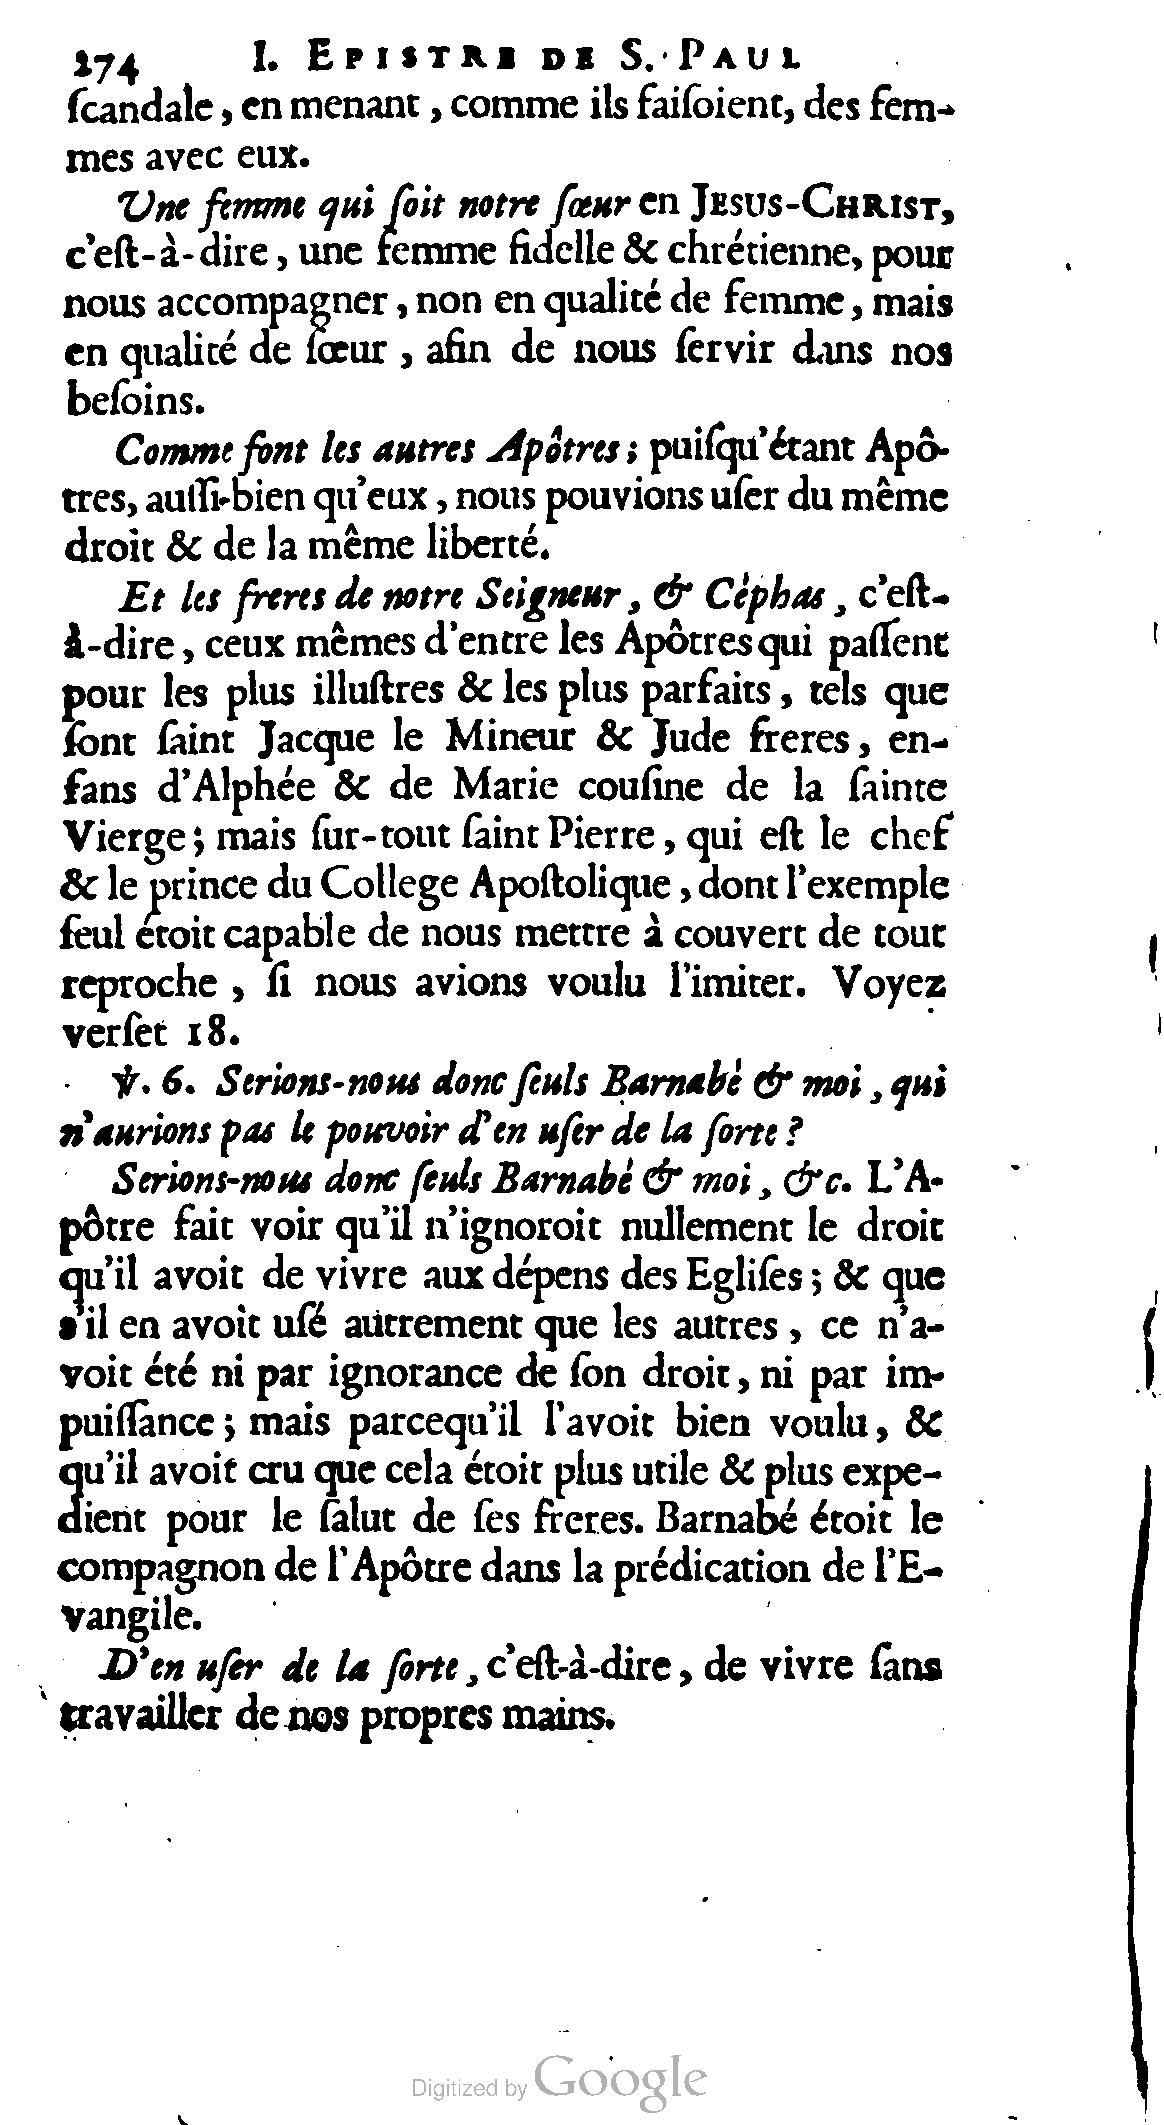 274 I. EPISTRE DE S. PAUL
ſcandale, en menant, comme ils faiſoient, des fem-
mes avec eux.
Une femme qui ſoit notre ſœur en JESUS-CHRIST,
c'eſt-à-dire, une femme fidelle & chrétienne, pour
nous accompagner, non en qualité de femme, mais
en qualité de ſœur, afin de nous ſervir dans nos
beſoins.
Comme font les autres Apôtres; puiſqu'étant Apô-
tres, auſſi-bien qu'eux, nous pouvions uſer du même
droit & de la même liberté.
Et les freres de notre Seigneur, & Céphas, c'eſt-
à-dire, ceux mêmes d'entre les Apôtres qui paſſent
pour les plus illuſtres & les plus parfaits, tels que
ſont ſaint Jacque le Mineur & Jude freres, en-
fans d'Alphée & de Marie couſine de la ſainte
Vierge; mais ſur-tout ſaint Pierre, qui eſt le chef
& le prince du College Apoſtolique, dont l'exemple
ſeul étoit capable de nous mettre à couvert de tout
reproche, ſi nous avions voulu l'imiter. Voyez
verſet 18.
℣. 6. Serions-nous donc ſeuls Barnabé & moi, qui
n'aurions pas le pouvoir d'en uſer de la ſorte?
Serions-nous donc ſeuls Barnabé & moi, &c. L'A-
pôtre fait voir qu'il n'ignoroit nullement le droit
qu'il avoit de vivre aux dépens des Egliſes; & que
s'il en avoit uſé autrement que les autres, ce n'a-
voit été ni par ignorance de ſon droit, ni par im-
puiſſance; mais parcequ'il l'avoit bien voulu, &
qu'il avoit cru que cela étoit plus utile & plus expe-
dient pour le ſalut de ſes freres. Barnabé étoit le
compagnon de l'Apôtre dans la prédication de l'E-
vangile.
D'en uſer de la ſorte, c'eſt-à-dire, de vivre ſans
travailler de nos propres mains.
Digitized by Google